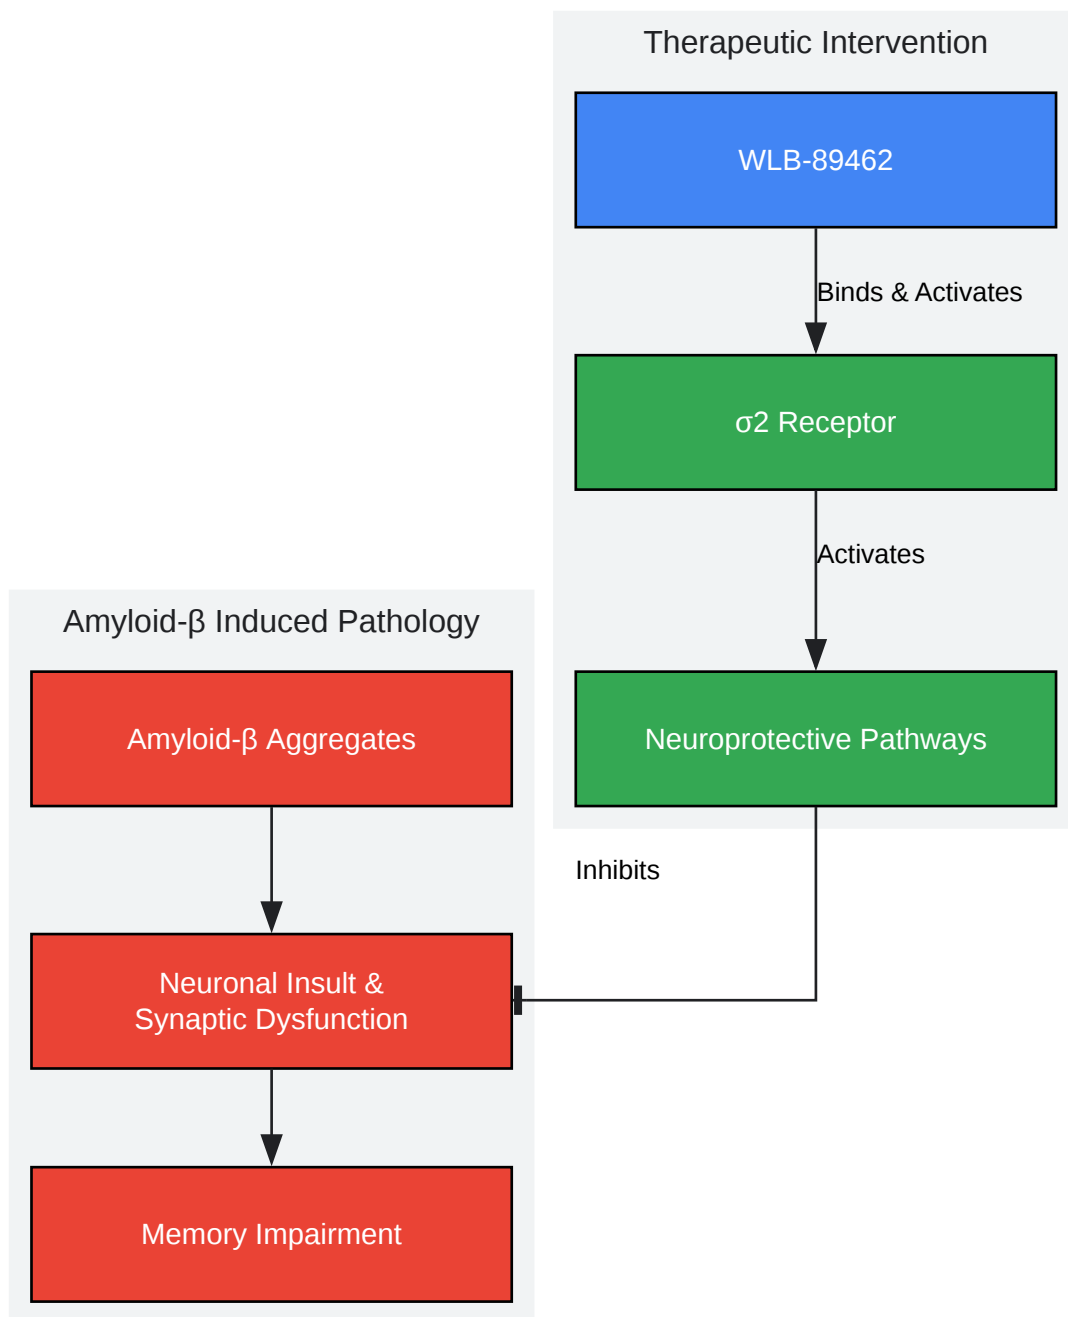 Therapeutic Intervention
WLB-89462
Binds & Activates
σ2 Receptor
Activates
Neuroprotective Pathways
Inhibits
Amyloid-β Induced Pathology
Amyloid-β Aggregates
Neuronal Insult &
Synaptic Dysfunction
Memory Impairment